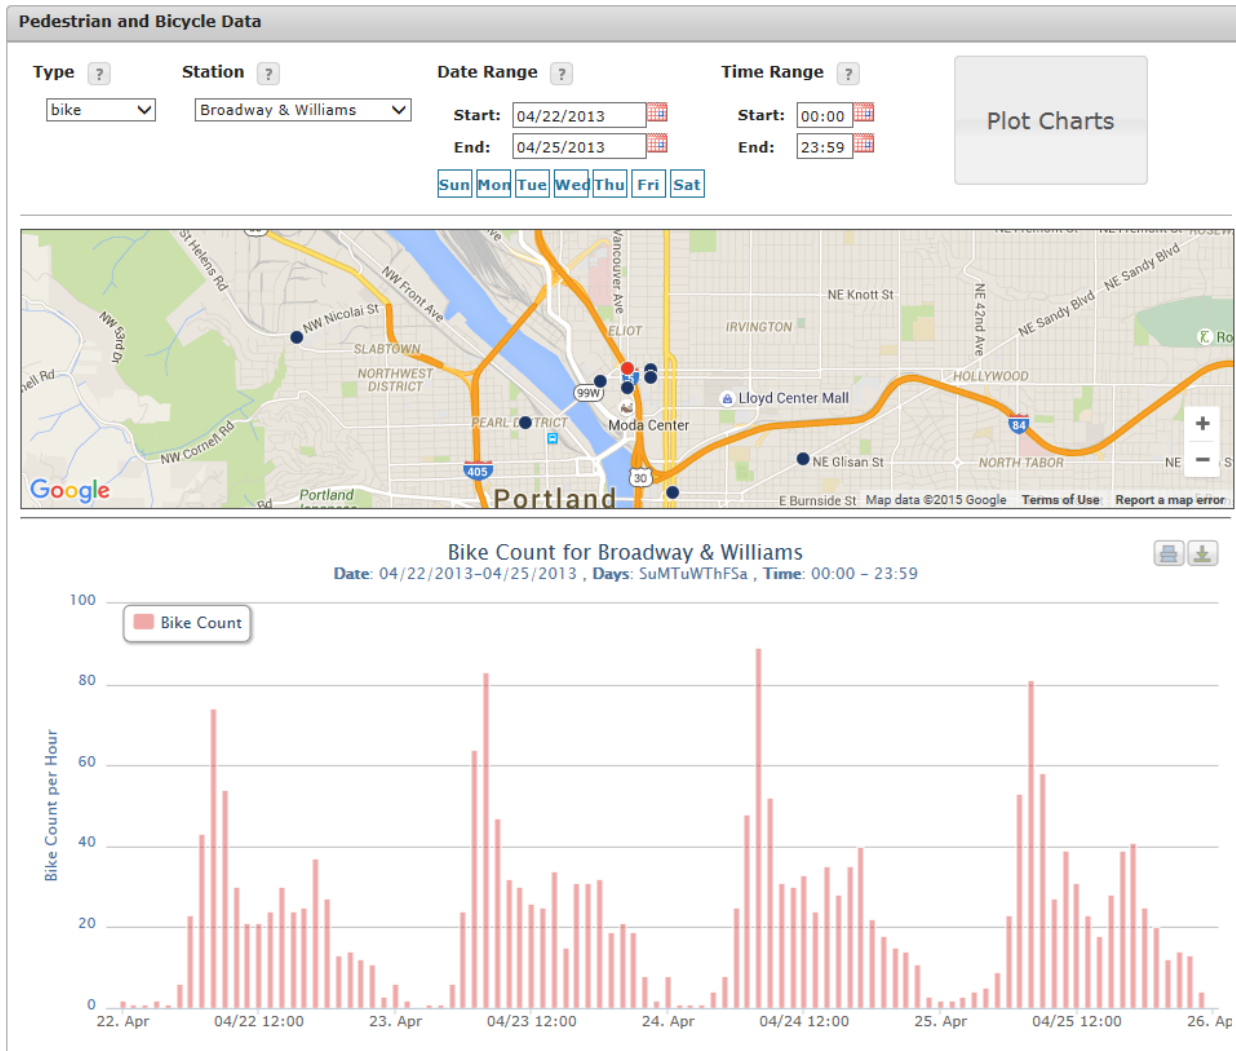 Pedestrian and Bicycle Data
Type ? Station ? Date Range ? Time Range ?
bike Broadway & Williams Start: 04/22/2013 Start: 00:00 Plot Charts
End: 04/25/2013 End: 23:59
Sun Mon Tue Wed Thu Fri Sat
St Helens Rd
NW Front Ave
Vancouver Ave
NE Sandy Blvd
NE Knott St
NE 42nd Ave
NE Sandy Blvd
NW 53rd Dr
NW Nicolai St
ELIOT
IRVINGTON
SLABTOWN
NORTHWEST
DISTRICT
HOLLYWOOD
99W
5
Lloyd Center Mall
PEARL DISTRICT
Moda Center
84
+
NW Cornell Rd
405
30
NE Glisan St
NORTH TABOR
NE
−
Google
Portland
Portland
E Burnside St
Map data ©2015 Google Terms of Use Report a map error
Bike Count for Broadway & Williams
Date: 04/22/2013-04/25/2013 , Days: SuMTuWThFSa , Time: 00:00 - 23:59
100
Bike Count
80
60
40
20
0
Bike Count per Hour
22. Apr 04/22 12:00 23. Apr 04/23 12:00 24. Apr 04/24 12:00 25. Apr 04/25 12:00 26. Ap